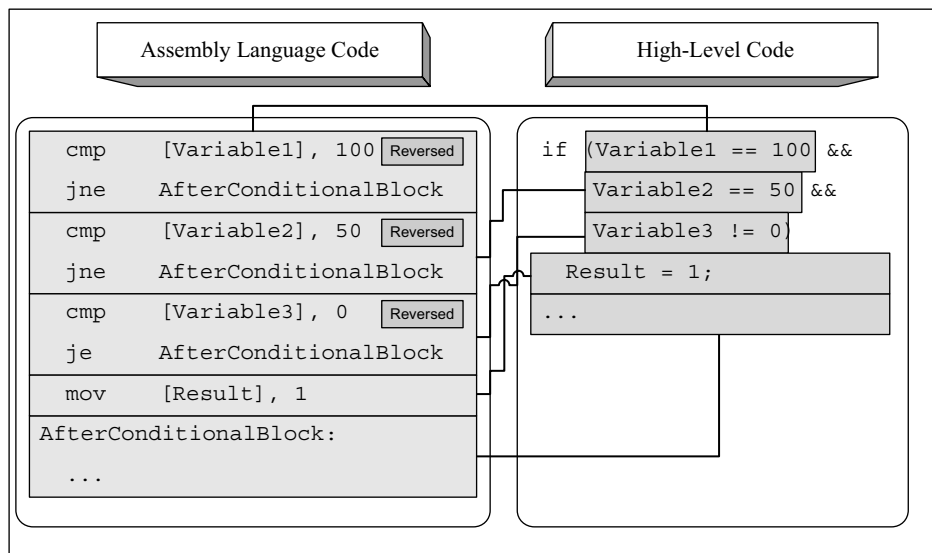 Assembly Language Code
High-Level Code
cmp [Variable1], 100 Reversed
jne AfterConditionalBlock
cmp [Variable2], 50 Reversed
jne AfterConditionalBlock
cmp [Variable3], 0 Reversed
je AfterConditionalBlock
mov [Result], 1
AfterConditionalBlock:
...
if (Variable1 == 100 &&
Variable2 == 50 &&
Variable3 != 0)
Result = 1;
...